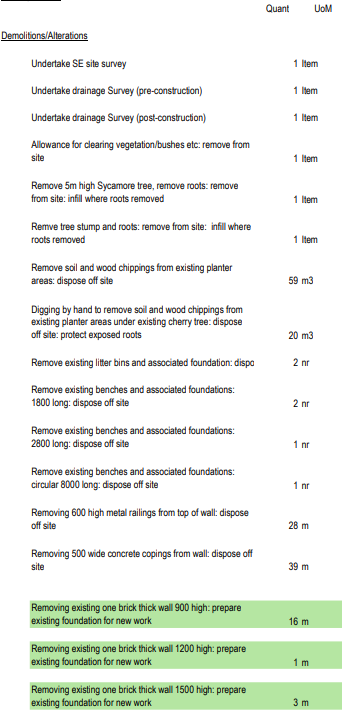 Quant UoM
Demolitions/Alterations
Undertake SE site survey 1 Item
Undertake drainage Survey (pre-construction) 1 Item
Undertake drainage Survey (post-construction) 1 Item
Allowance for clearing vegetation/bushes etc: remove from
site 1 Item
Remove 5m high Sycamore tree, remove roots: remove
from site: infill where roots removed 1 Item
Remve tree stump and roots: remove from site: infill where
roots removed 1 Item
Remove soil and wood chippings from existing planter
areas: dispose off site 59 m3
Digging by hand to remove soil and wood chippings from
existing planter areas under existing cherry tree: dispose
off site: protect exposed roots 20 m3
Remove existing litter bins and associated foundation: dispo 2 nr
Remove existing benches and associated foundations:
1800 long: dispose off site 2 nr
Remove existing benches and associated foundations:
2800 long: dispose off site 1 nr
Remove existing benches and associated foundations:
circular 8000 long: dispose off site 1 nr
Removing 600 high metal railings from top of wall: dispose
off site 28 m
Removing 500 wide concrete copings from wall: dispose off
site 39 m
Removing existing one brick thick wall 900 high: prepare
existing foundation for new work 16 m
Removing existing one brick thick wall 1200 high: prepare
existing foundation for new work 1 m
Removing existing one brick thick wall 1500 high: prepare
existing foundation for new work 3 m